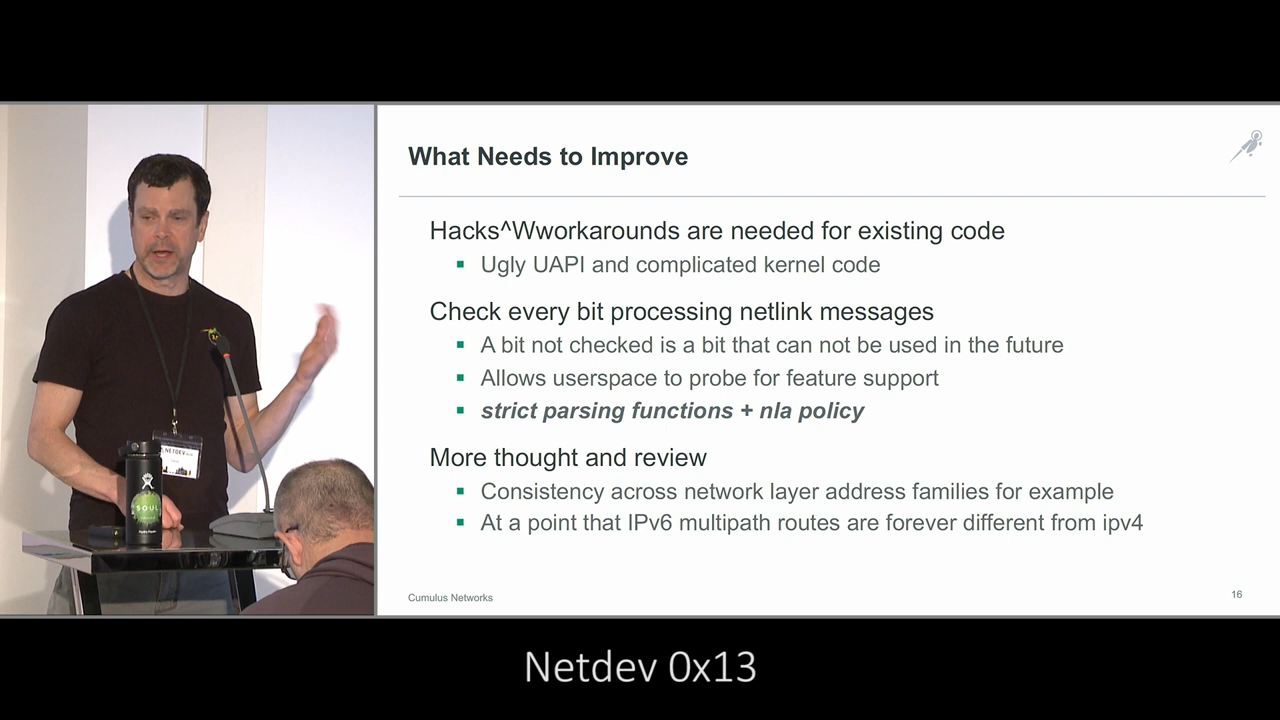 What Needs to Improve
Hacks^Wworkarounds are needed for existing code
Ugly UAPI and complicated kernel code
Check every bit processing netlink messages
A bit not checked is a bit that can not be used in the future
Allows userspace to probe for feature support
strict parsing functions + nla policy
More thought and review
Consistency across network layer address families for example
At a point that IPv6 multipath routes are forever different from ipv4
Cumulus Networks
16
NETDEV
SOUL
Netdev 0x13